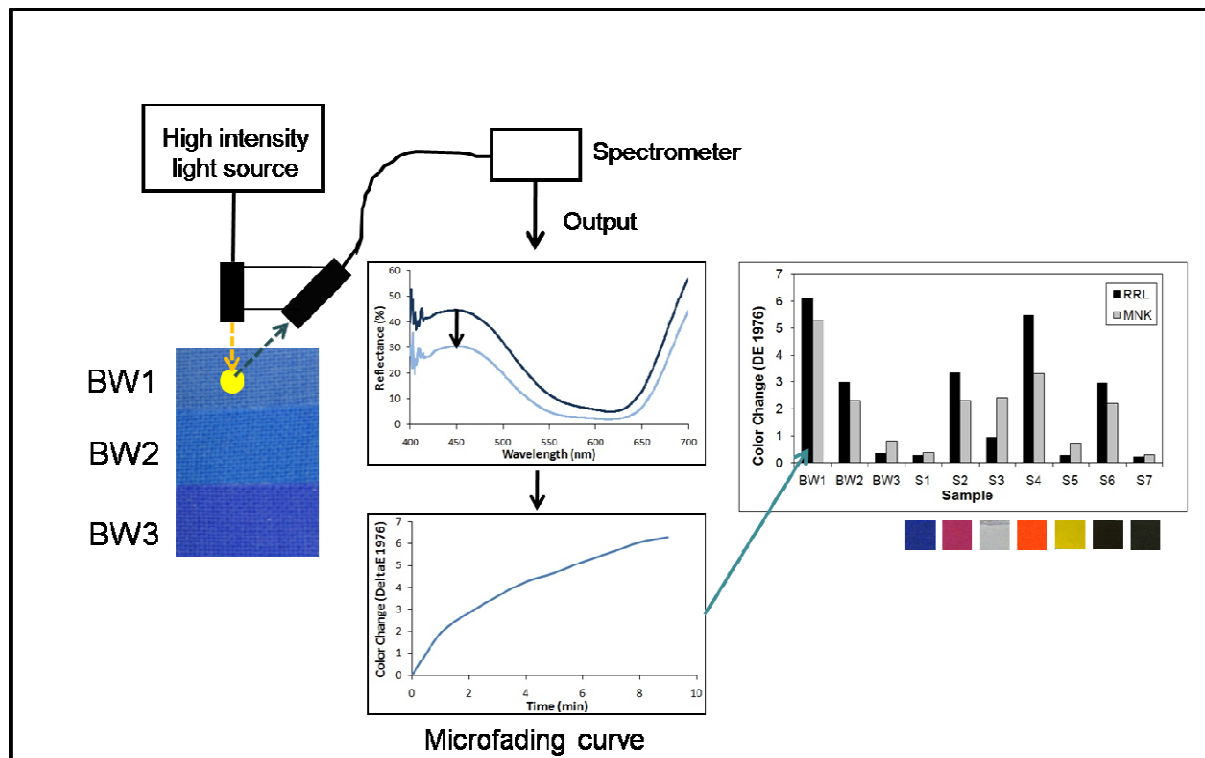 High intensity
light source
Spectrometer
Output
BW1
BW2
BW3
Reflectance (%)
60
50
40
30
20
10
0
400 450 500 550 600 650 700
Wavelength (nm)
Color Change (DeltaE 1976)
7
6
5
4
3
2
1
0
0 2 4 6 8 10
Time (min)
Microfading curve
Color Change (DE 1976)
7
6
5
4
3
2
1
0
RRL
MNK
BW1 BW2 BW3 S1 S2 S3 S4 S5 S6 S7
Sample